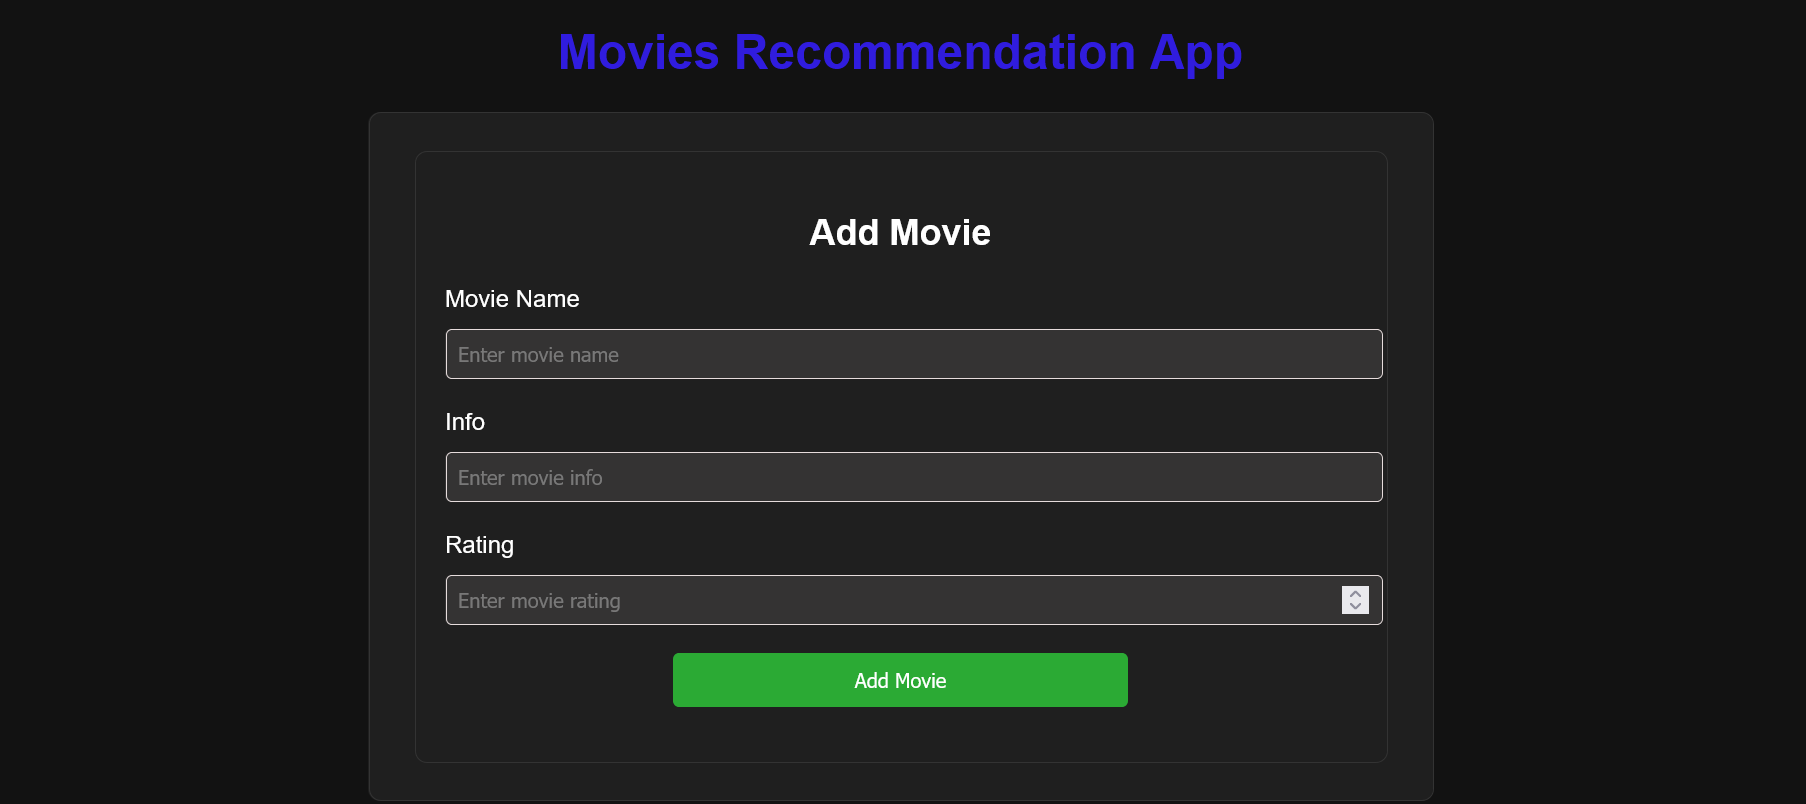 Movies Recommendation App
Add Movie
Movie Name
Enter movie name
Info
Enter movie info
Rating
Enter movie rating
Add Movie